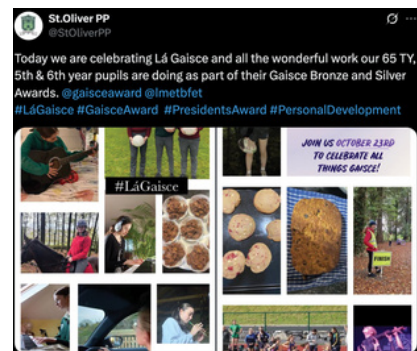 St.Oliver PP
@StOliverPP
Today we are celebrating Lá Gaisce and all the wonderful work our 65 TY,
5th & 6th year pupils are doing as part of their Gaisce Bronze and Silver
Awards. @gaisceaward @lmetbfet
#LáGaisce #GaisceAward #PresidentsAward #PersonalDevelopment
#LáGaisce
JOIN US OCTOBER 23RD
TO CELEBRATE ALL
THINGS GAISCE!
FINISH